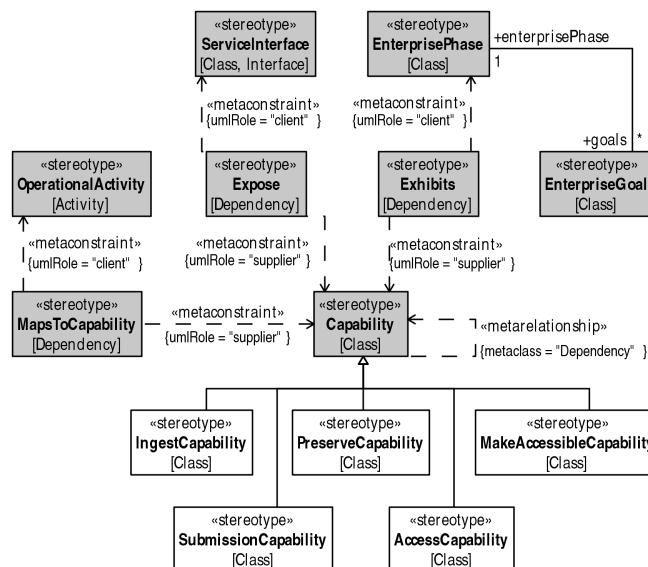 «stereotype»
ServiceInterface
[Class, Interface]
«stereotype»
EnterprisePhase
[Class]
+enterprisePhase
1
«metaconstraint»
{umlRole = "client" }
«metaconstraint»
{umlRole = "client" }
+goals *
«stereotype»
OperationalActivity
[Activity]
«stereotype»
Expose
[Dependency]
«stereotype»
Exhibits
[Dependency]
«stereotype»
EnterpriseGoal
[Class]
«metaconstraint»
{umlRole = "client" }
«metaconstraint»
{umlRole = "supplier" }
«metaconstraint»
{umlRole = "supplier" }
«stereotype»
MapsToCapability
[Dependency]
«metaconstraint»
{umlRole = "supplier" }
«stereotype»
Capability
[Class]
«metarelationship»
{metaclass = "Dependency" }
«stereotype»
IngestCapability
[Class]
«stereotype»
PreserveCapability
[Class]
«stereotype»
MakeAccessibleCapability
[Class]
«stereotype»
SubmissionCapability
[Class]
«stereotype»
AccessCapability
[Class]